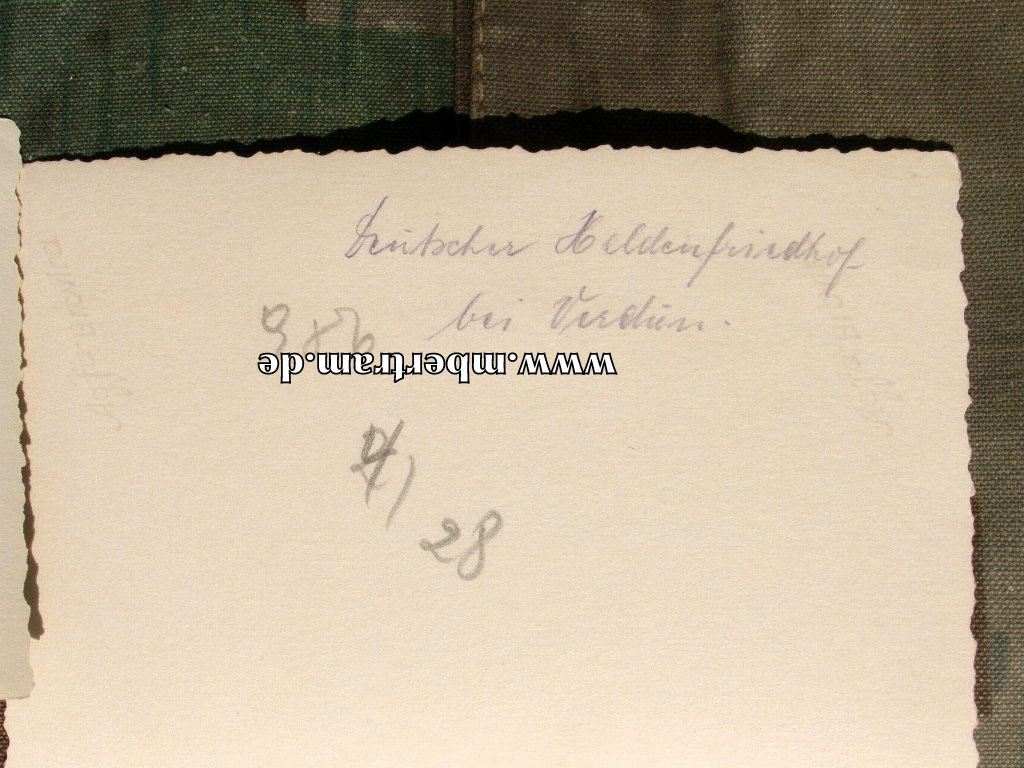 Deutscher Heldenfriedhof
bei Verdun.
www.mbertram.de
4/
28